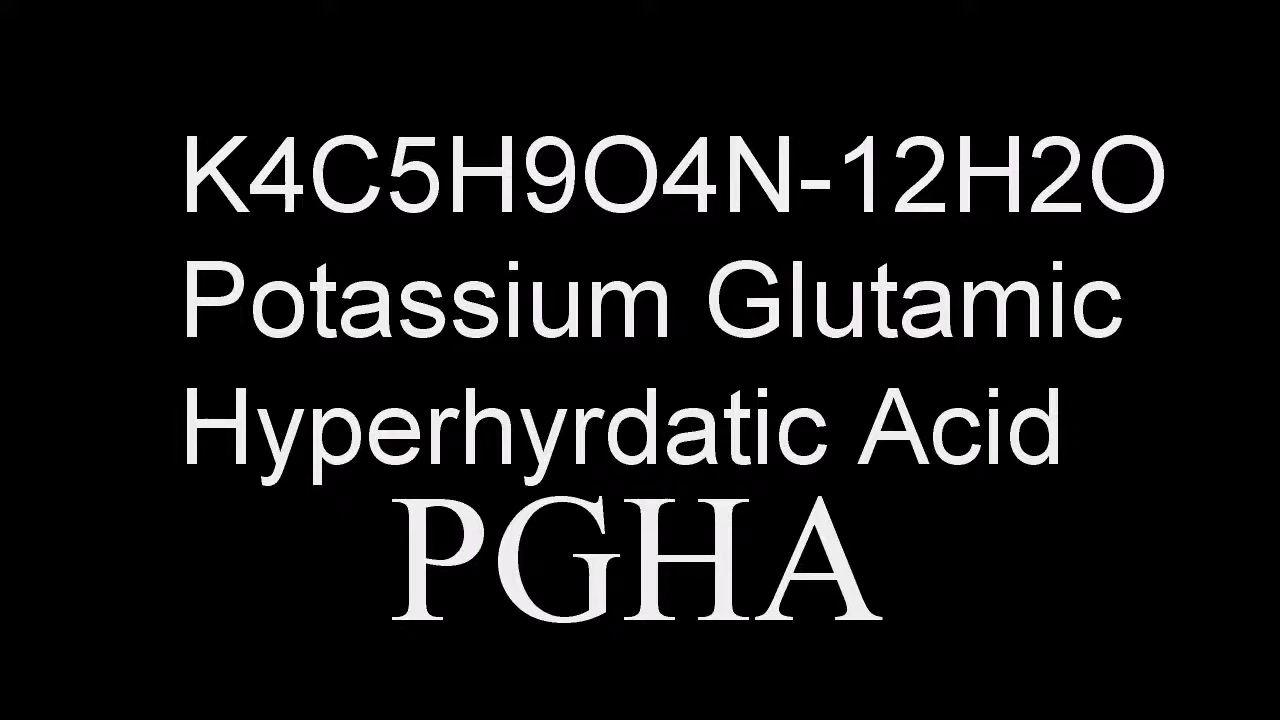 K4C5H9O4N-12H2O
Potassium Glutamic
Hyperhyrdatic Acid
PGHA